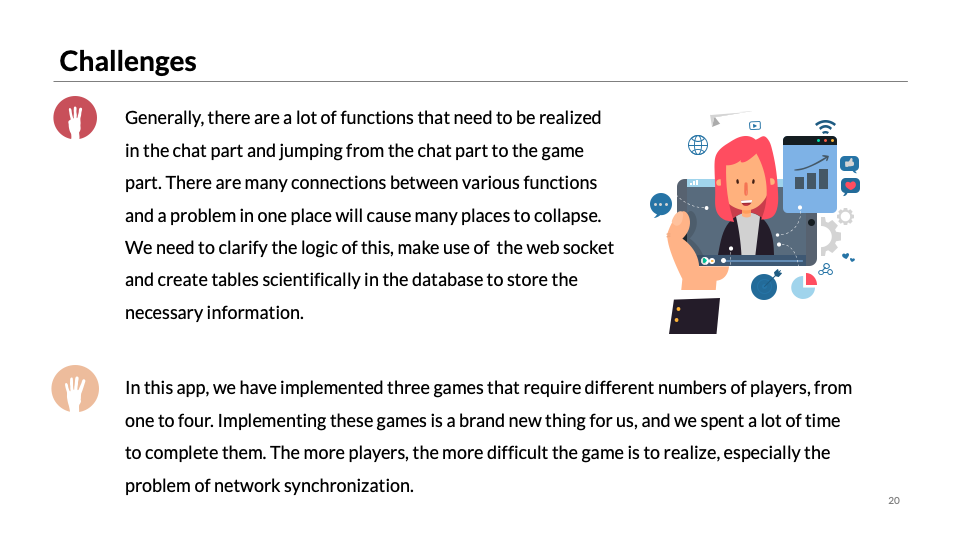 Challenges
Generally, there are a lot of functions that need to be realized
in the chat part and jumping from the chat part to the game
part. There are many connections between various functions
and a problem in one place will cause many places to collapse.
We need to clarify the logic of this, make use of  the web socket
and create tables scientifically in the database to store the
necessary information.
In this app, we have implemented three games that require different numbers of players, from
one to four. Implementing these games is a brand new thing for us, and we spent a lot of time
to complete them. The more players, the more difficult the game is to realize, especially the
problem of network synchronization.
20